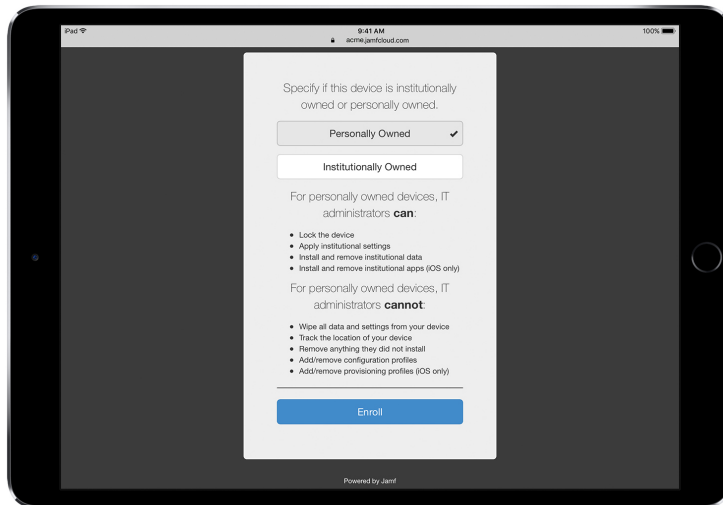 iPad
9:41 AM
100%
acme.jamfcloud.com
Specify if this device is institutionally
owned or personally owned.
Personally Owned
Institutionally Owned
For personally owned devices, IT
administrators can:
• Lock the device
• Apply institutional settings
• Install and remove institutional data
• Install and remove institutional apps (iOS only)
For personally owned devices, IT
administrators cannot:
• Wipe all data and settings from your device
• Track the location of your device
• Remove anything they did not install
• Add/remove configuration profiles
• Add/remove provisioning profiles (iOS only)
Enroll
Powered by Jamf